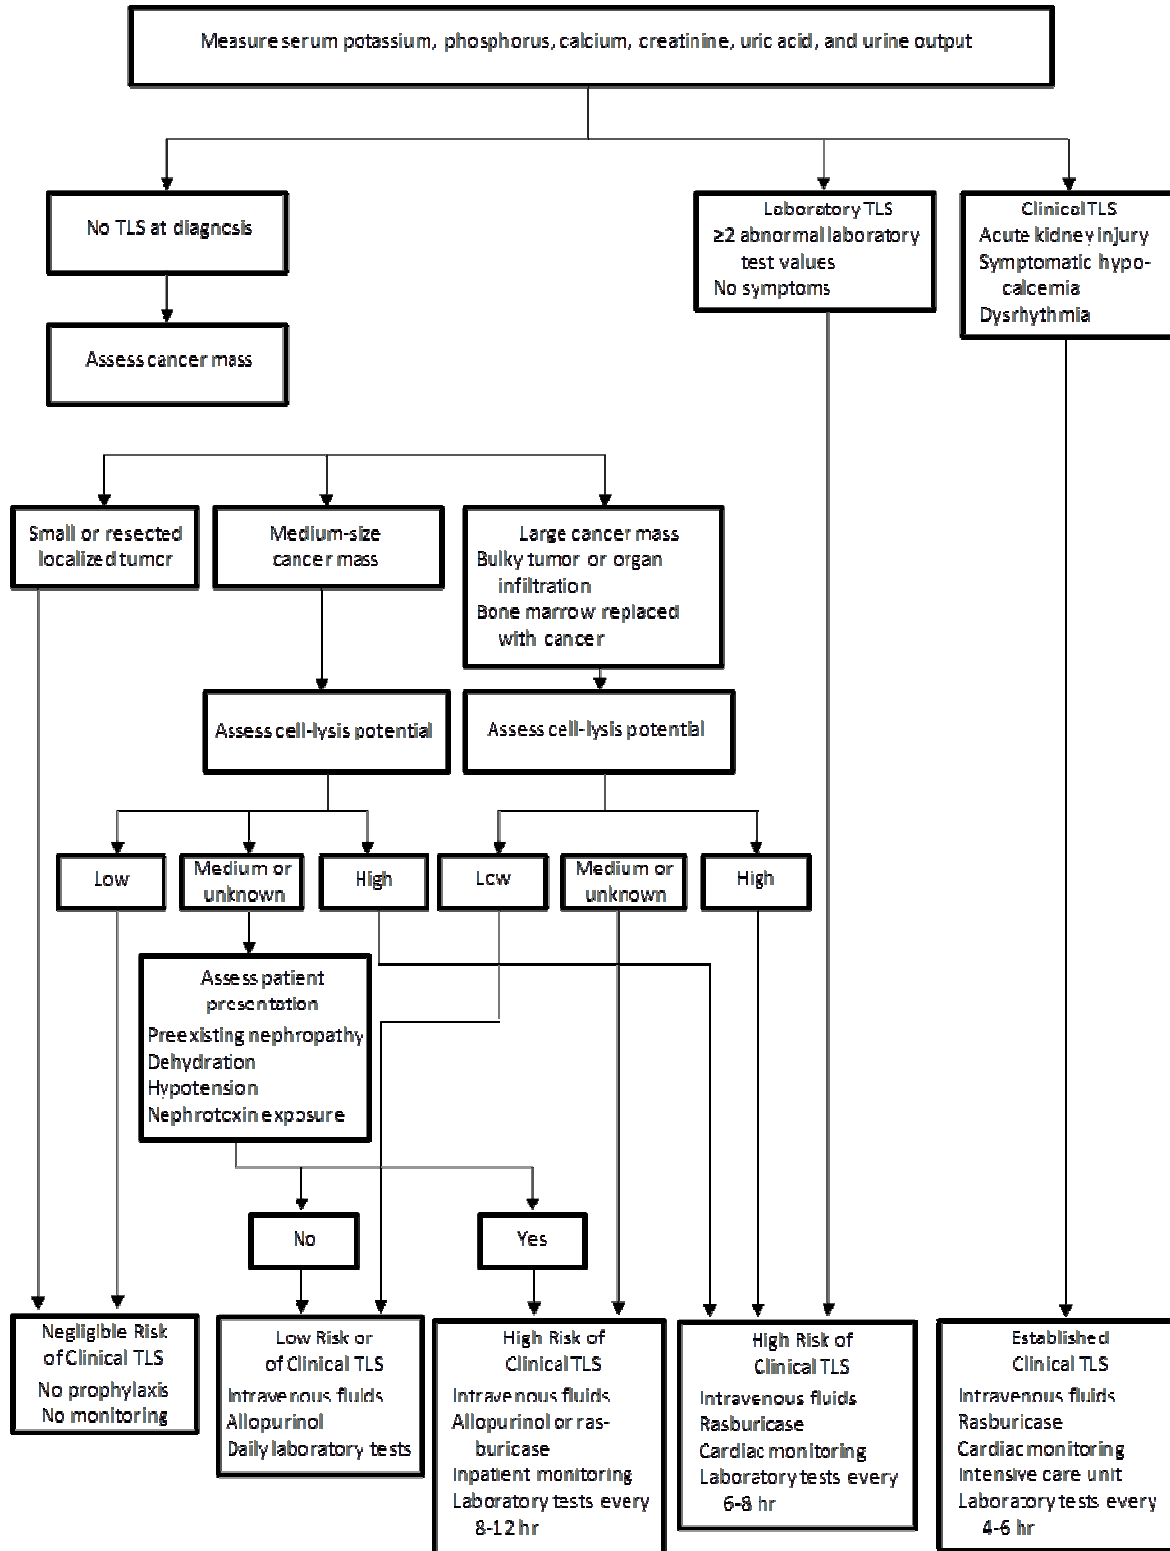 Measure serum potassium, phosphorus, calcium, creatinine, uric acid, and urine output
No TLS at diagnosis
Laboratory TLS
≥2 abnormal laboratory
test values
No symptoms
Clinical TLS
Acute kidney injury
Symptomatic hypo-
calcemia
Dysrhythmia
Assess cancer mass
Small or resected
localized tumor
Medium-size
cancer mass
Large cancer mass
Bulky tumor or organ
infiltration
Bone marrow replaced
with cancer
Assess cell-lysis potential
Assess cell-lysis potential
Low
Medium or
unknown
High
Low
Medium or
unknown
High
Assess patient
presentation
Preexisting nephropathy
Dehydration
Hypotension
Nephrotoxin exposure
No
Yes
Negligible Risk
of Clinical TLS
No prophylaxis
No monitoring
Low Risk or
of Clinical TLS
Intravenous fluids
Allopurinol
Daily laboratory tests
High Risk of
Clinical TLS
Intravenous fluids
Allopurinol or ras-
buricase
Inpatient monitoring
Laboratory tests every
8-12 hr
High Risk of
Clinical TLS
Intravenous fluids
Rasburicase
Cardiac monitoring
Laboratory tests every
6-8 hr
Established
Clinical TLS
Intravenous fluids
Rasburicase
Cardiac monitoring
Intensive care unit
Laboratory tests every
4-6 hr